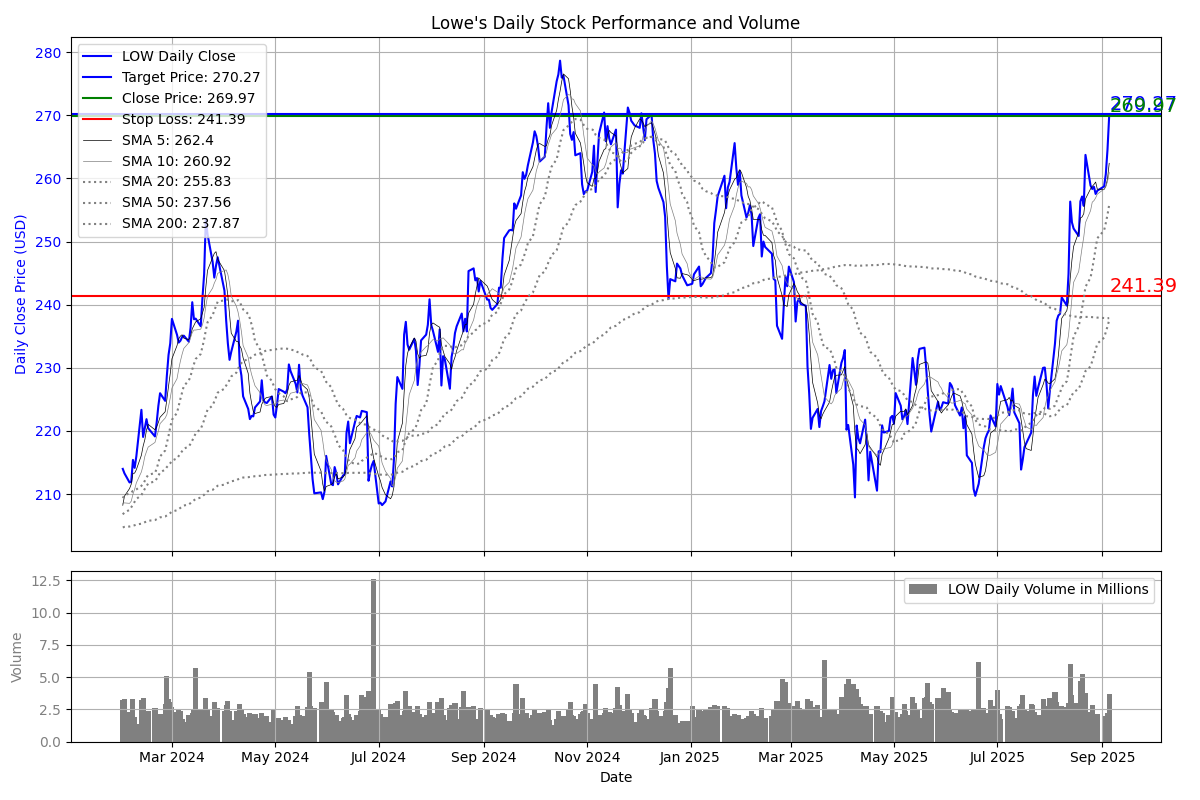 Lowe's Daily Stock Performance and Volume
280
270
260
250
240
230
220
210
Daily Close Price (USD)
LOW Daily Close
Target Price: 270.27
Close Price: 269.97
Stop Loss: 241.39
SMA 5: 262.4
SMA 10: 260.92
SMA 20: 255.83
SMA 50: 237.56
SMA 200: 237.87
270.27
269.97
241.39
12.5
10.0
7.5
5.0
2.5
0.0
Volume
LOW Daily Volume in Millions
Mar 2024 May 2024 Jul 2024 Sep 2024 Nov 2024 Jan 2025 Mar 2025 May 2025 Jul 2025 Sep 2025
Date